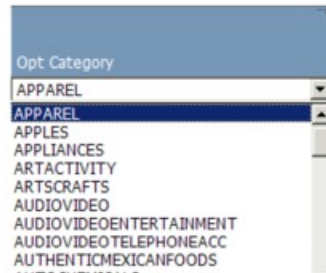 Opt Category
APPAREL
APPAREL
APPLES
APPLIANCES
ARTACTIVITY
ARTSCRAFTS
AUDIOVIDEO
AUDIOVIDEOENTERTAINMENT
AUDIOVIDEOTELEPHONEACC
AUTHENTICMEXICANFOODS